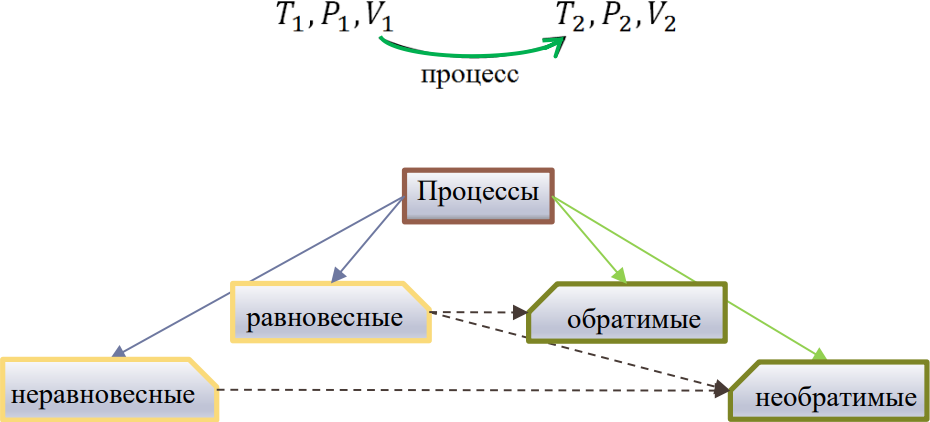 T₁, P₁, V₁ T₂, P₂, V₂
процесс
Процессы
равновесные обратимые
неравновесные необратимые